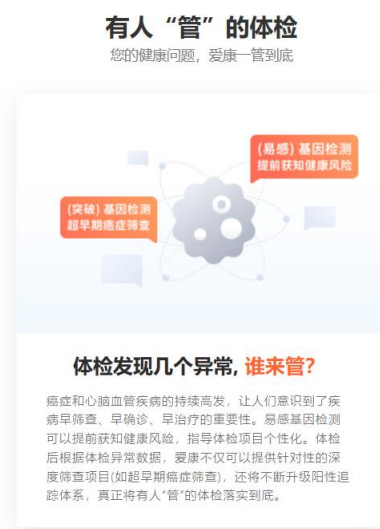 有人“管”的体检
您的健康问题，爱康一管到底
(易感) 基因检测
提前获知健康风险
(突破) 基因检测
超早期癌症筛查
体检发现几个异常, 谁来管?
癌症和心脑血管疾病的持续高发，让人们意识到了疾
病早筛查、早确诊、早治疗的重要性。易感基因检测
可以提前获知健康风险，指导体检项目个性化。体检
后根据体检异常数据，爱康不仅可以提供针对性的深
度筛查项目(如超早期癌症筛查)，还将不断升级阳性追
踪体系，真正将有人“管”的体检落实到底。